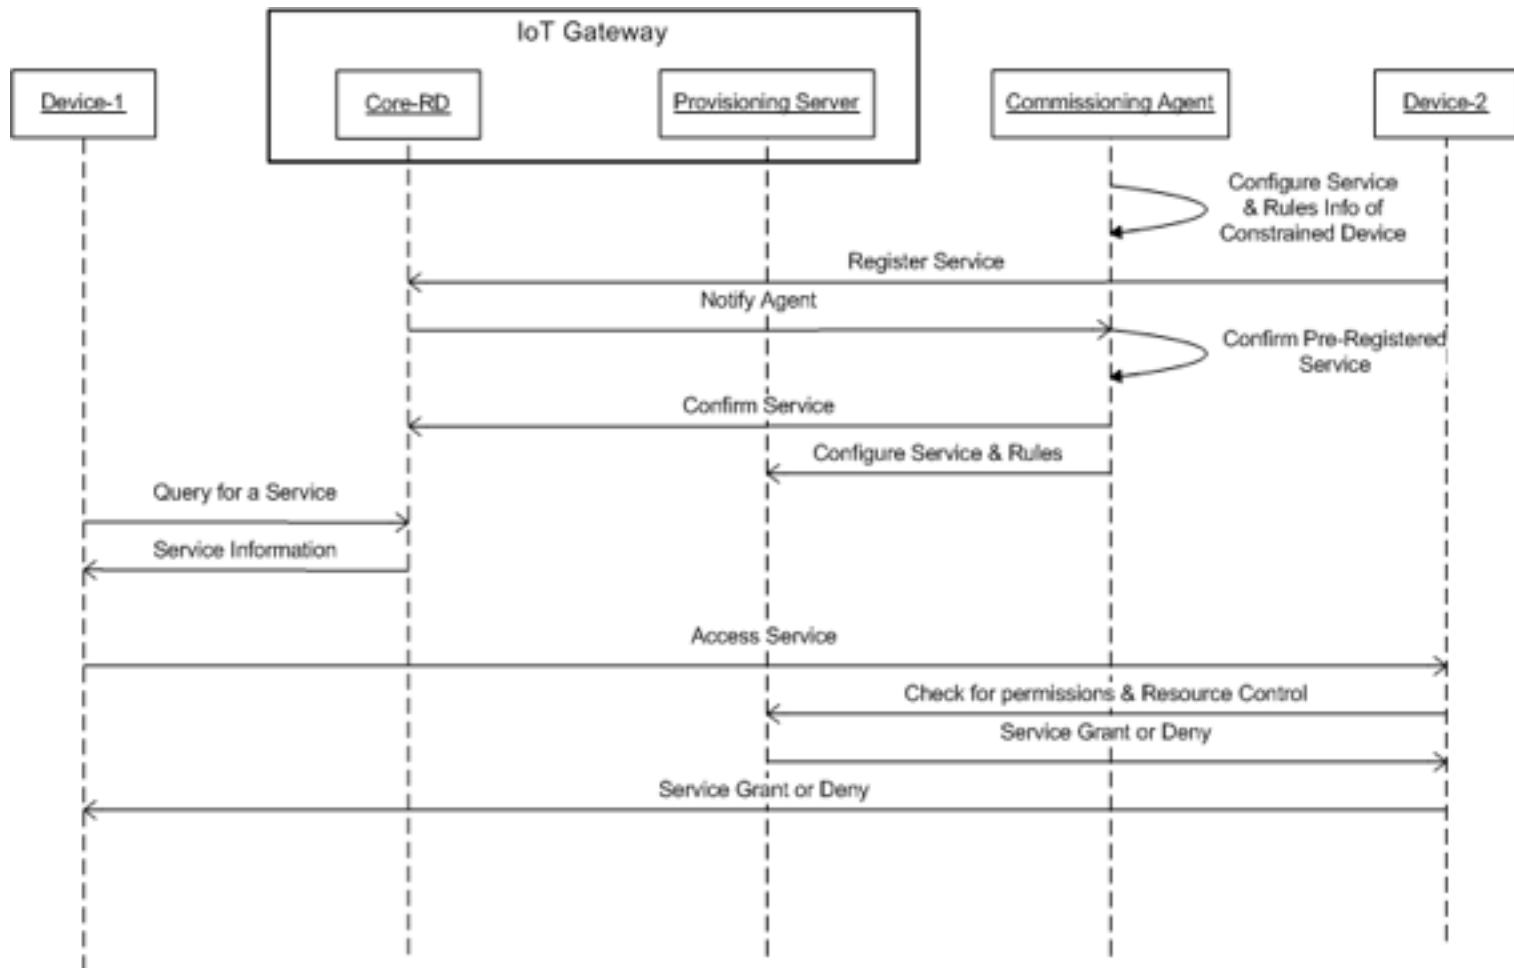 IoT Gateway
Device-1
Core-RD
Provisioning Server
Commissioning Agent
Device-2
Configure Service
& Rules Info of
Constrained Device
Register Service
Notify Agent
Confirm Pre-Registered
Service
Confirm Service
Configure Service & Rules
Query for a Service
Service Information
Access Service
Check for permissions & Resource Control
Service Grant or Deny
Service Grant or Deny